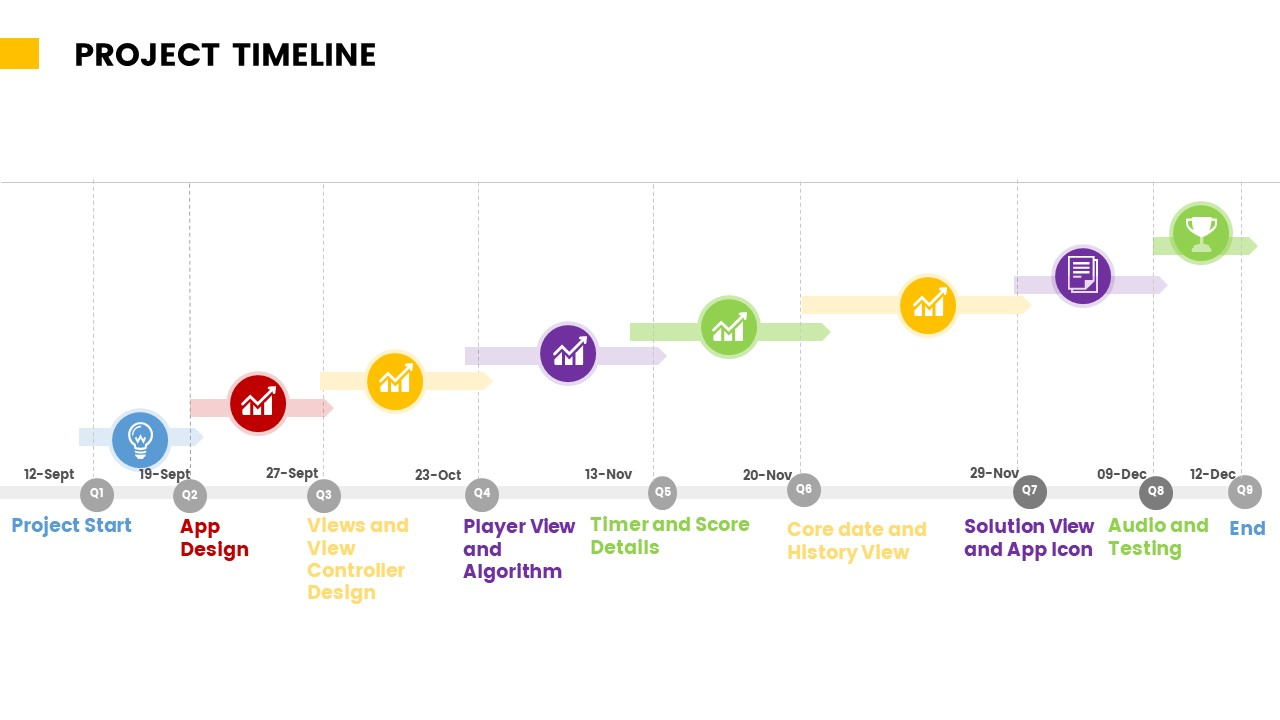 PROJECT TIMELINE
12-Sept
19-Sept
27-Sept
23-Oct
13-Nov
20-Nov
29-Nov
09-Dec
12-Dec
Q1
Q2
Q3
Q4
Q5
Q6
Q7
Q8
Q9
Project Start
App
Design
Views and
View
Controller
Design
Player View
and
Algorithm
Timer and Score
Details
Core date and
History View
Solution View
and App Icon
Audio and
Testing
End